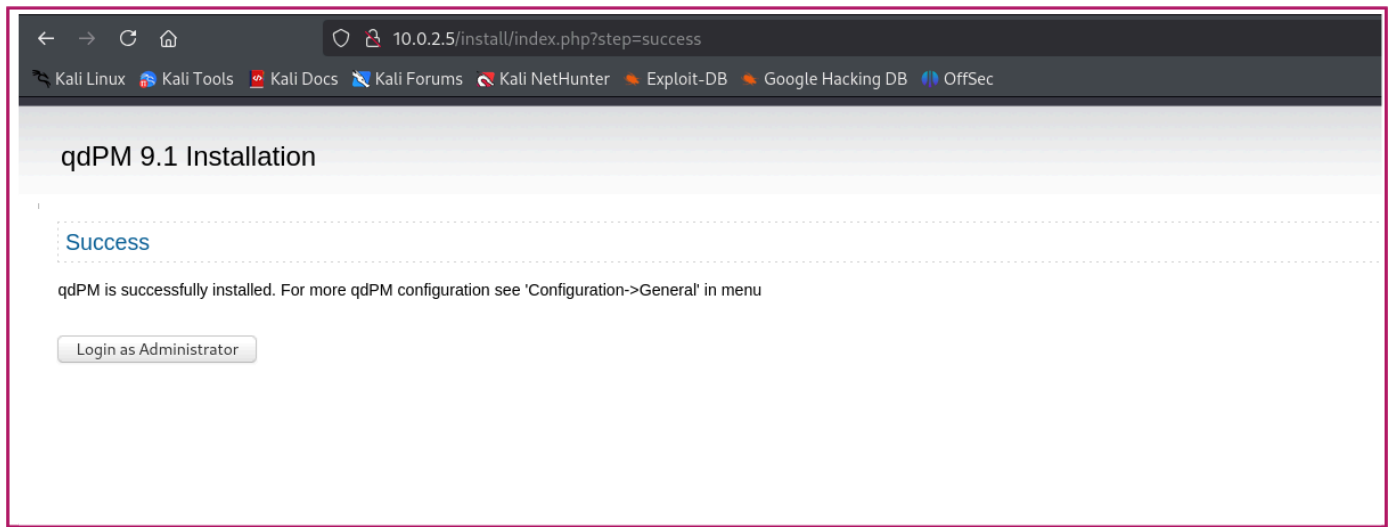 10.0.2.5/install/index.php?step=success
Kali Linux Kali Tools Kali Docs Kali Forums Kali NetHunter Exploit-DB Google Hacking DB OffSec
qdPM 9.1 Installation
Success
qdPM is successfully installed. For more qdPM configuration see 'Configuration->General' in menu
Login as Administrator